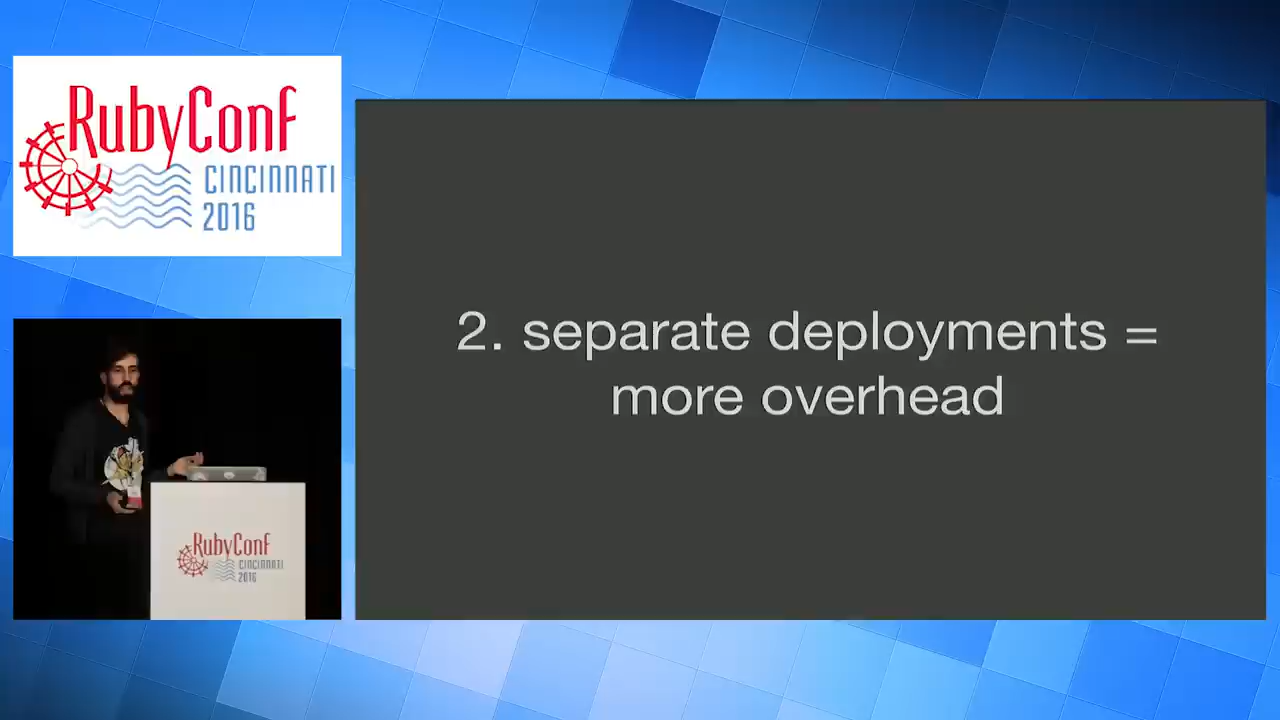 RubyConf
CINCINNATI
2016
2. separate deployments =
more overhead
RubyConf
CINCINNATI
2016